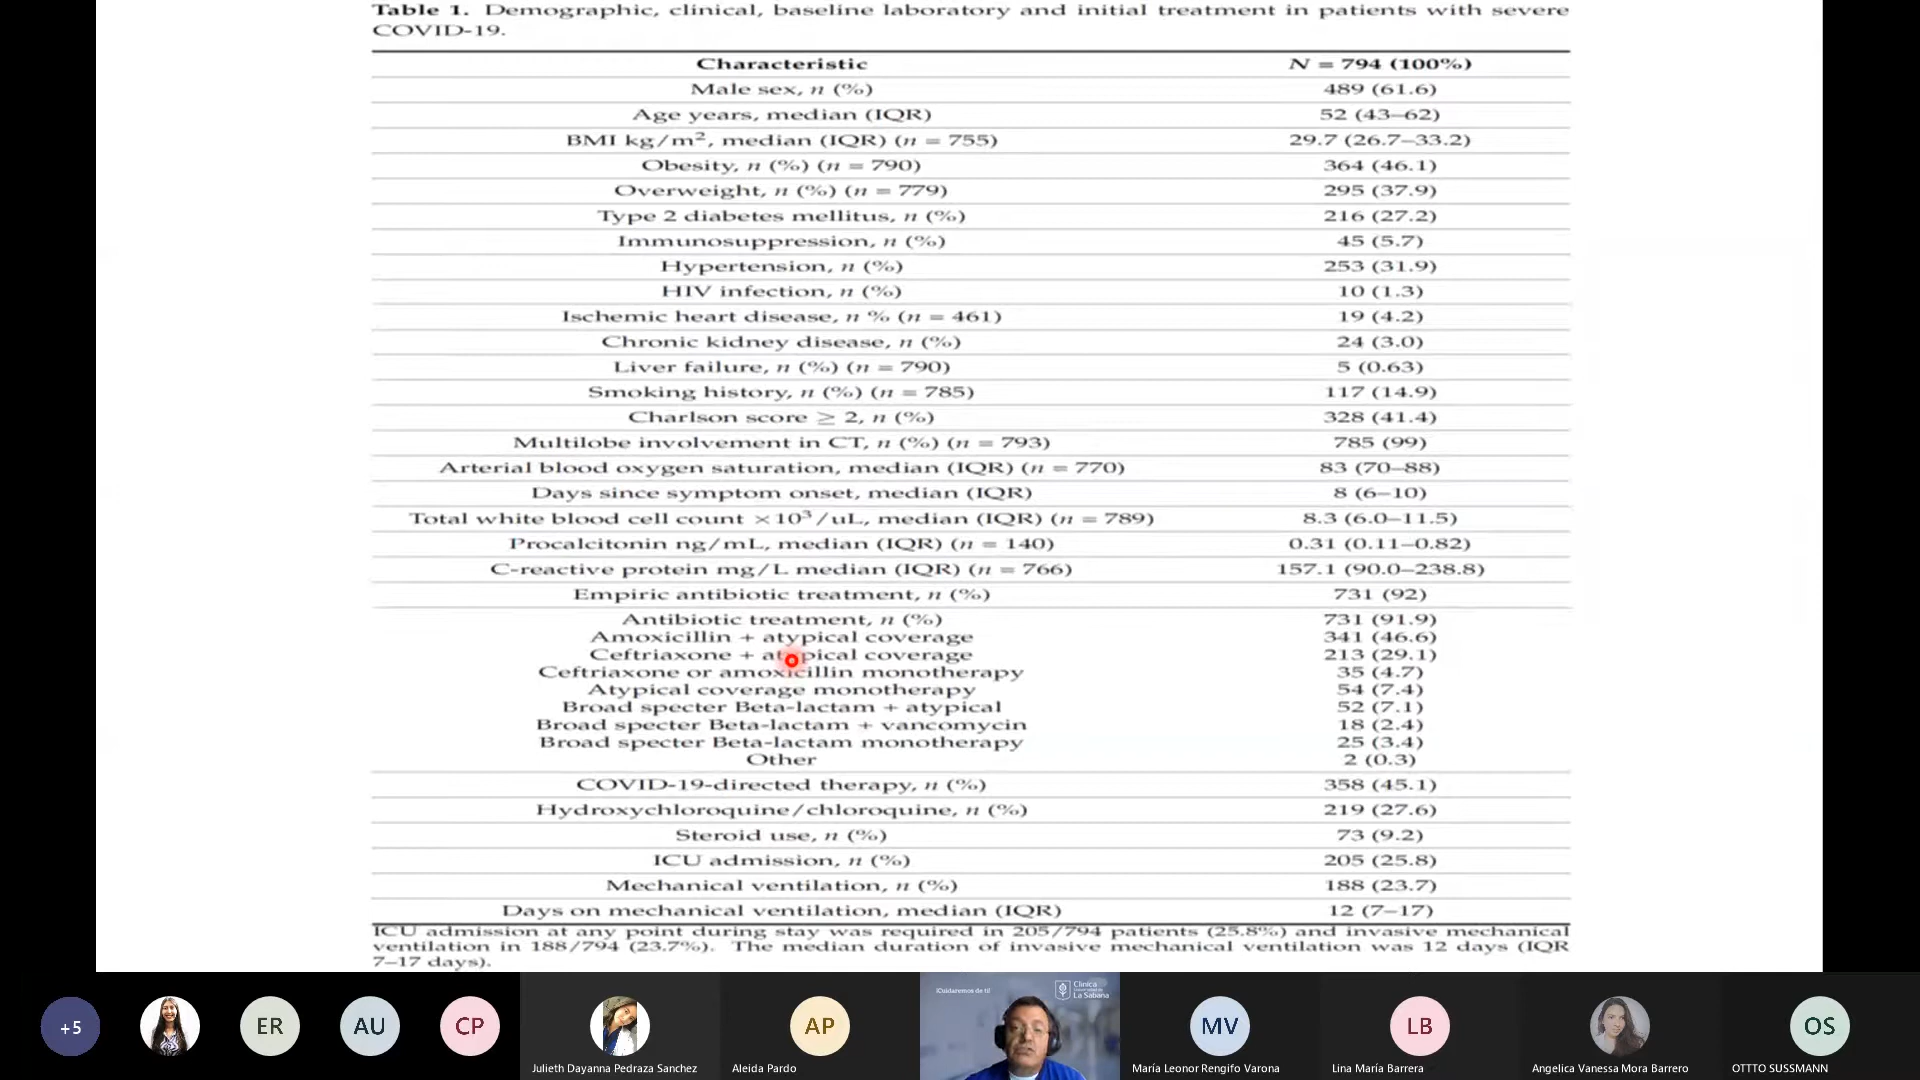 Table 1. Demographic, clinical, baseline laboratory and initial treatment in patients with severe
COVID-19.
Characteristic N = 794 (100%)
Male sex, n (%) 489 (61.6)
Age years, median (IQR) 52 (43–62)
BMI kg/m², median (IQR) (n = 755) 29.7 (26.7–33.2)
Obesity, n (%) (n = 790) 364 (46.1)
Overweight, n (%) (n = 779) 295 (37.9)
Type 2 diabetes mellitus, n (%) 216 (27.2)
Immunosuppression, n (%) 45 (5.7)
Hypertension, n (%) 253 (31.9)
HIV infection, n (%) 10 (1.3)
Ischemic heart disease, n % (n = 461) 19 (4.2)
Chronic kidney disease, n (%) 24 (3.0)
Liver failure, n (%) (n = 790) 5 (0.63)
Smoking history, n (%) (n = 785) 117 (14.9)
Charlson score ≥ 2, n (%) 328 (41.4)
Multilobe involvement in CT, n (%) (n = 793) 785 (99)
Arterial blood oxygen saturation, median (IQR) (n = 770) 83 (70–88)
Days since symptom onset, median (IQR) 8 (6–10)
Total white blood cell count ×10³/uL, median (IQR) (n = 789) 8.3 (6.0–11.5)
Procalcitonin ng/mL, median (IQR) (n = 140) 0.31 (0.11–0.82)
C-reactive protein mg/L median (IQR) (n = 766) 157.1 (90.0–238.8)
Empiric antibiotic treatment, n (%) 731 (92)
Antibiotic treatment, n (%) 731 (91.9)
Amoxicillin + atypical coverage 341 (46.6)
Ceftriaxone + atypical coverage 213 (29.1)
Ceftriaxone or amoxicillin monotherapy 35 (4.7)
Atypical coverage monotherapy 54 (7.4)
Broad specter Beta-lactam + atypical 52 (7.1)
Broad specter Beta-lactam + vancomycin 18 (2.4)
Broad specter Beta-lactam monotherapy 25 (3.4)
Other 2 (0.3)
COVID-19-directed therapy, n (%) 358 (45.1)
Hydroxychloroquine/chloroquine, n (%) 219 (27.6)
Steroid use, n (%) 73 (9.2)
ICU admission, n (%) 205 (25.8)
Mechanical ventilation, n (%) 188 (23.7)
Days on mechanical ventilation, median (IQR) 12 (7–17)
ICU admission at any point during stay was required in 205/794 patients (25.8%) and invasive mechanical
ventilation in 188/794 (23.7%). The median duration of invasive mechanical ventilation was 12 days (IQR
7–17 days).
¡Cuidaremos de ti!
Clínica
La Sabana
+5 ER AU CP AP MV LB OS
Julieth Dayanna Pedraza Sanchez Aleida Pardo María Leonor Rengifo Varona Lina María Barrera Angelica Vanessa Mora Barrero OTTTO SUSSMANN